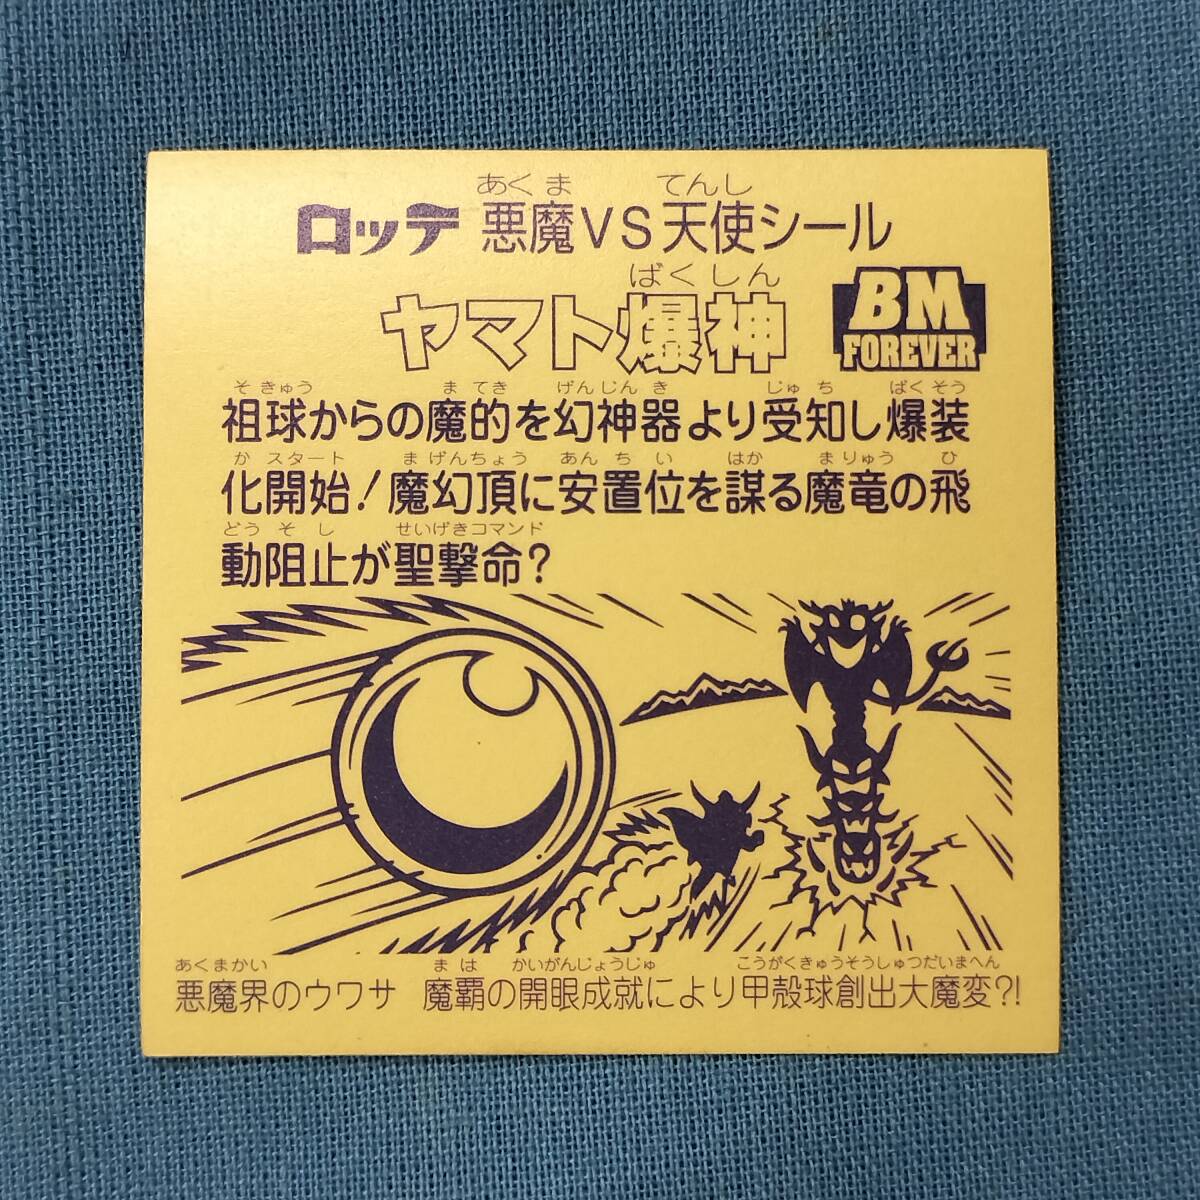 あくま てんし
ロッテ 悪魔VS天使シール
ばくしん
ヤマト爆神
BM
FOREVER
そきゅう まてき げんじんき じゅち ばくそう
祖球からの魔的を幻神器より受知し爆装
か スタート まげんちょう あんちい はか まりゅう ひ
化開始!魔幻頂に安置位を謀る魔竜の飛
どうそし せいげきコマンド
動阻止が聖撃命?
あくまかい まは かいがんじょうじゅ こうがくきゅうそうしゅつだいまへん
悪魔界のウワサ 魔覇の開眼成就により甲殻球創出大魔変?!